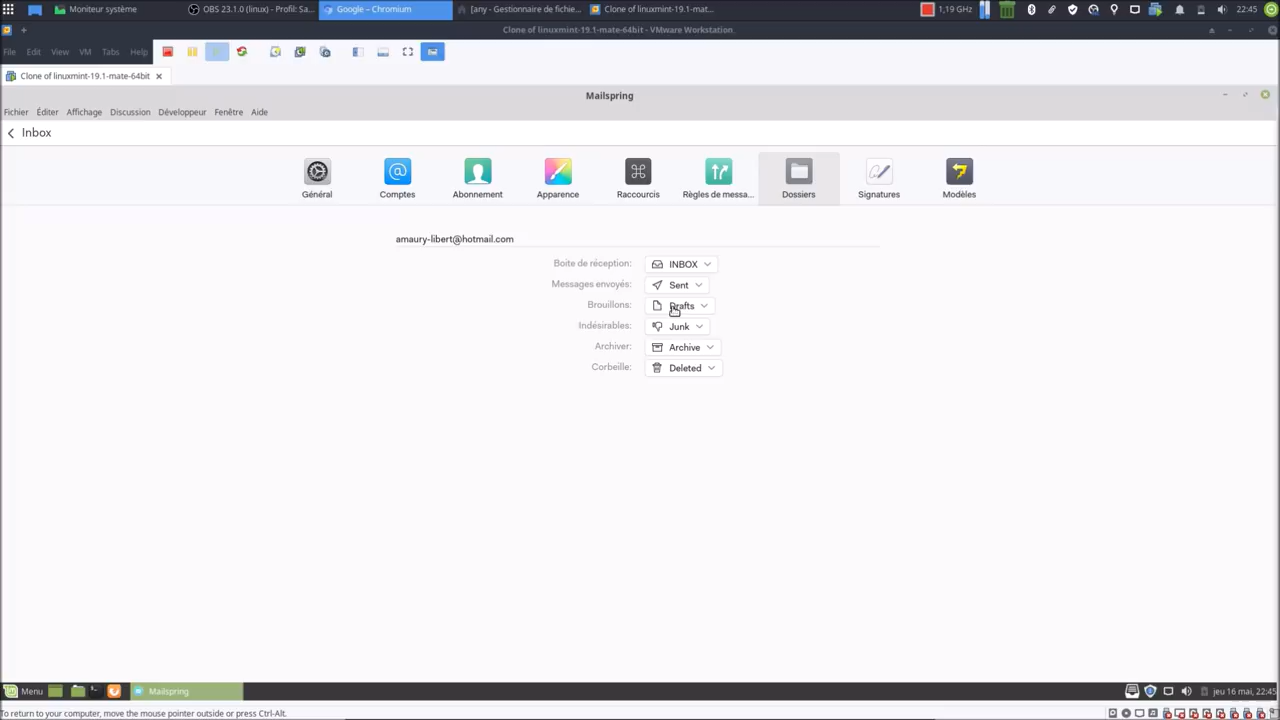 Moniteur système
OBS 23.1.0 (linux) - Profil: Sa...
Google – Chromium
[any - Gestionnaire de fichie...
Clone of linuxmint-19.1-mate-64bit - VMware Workstation
Clone of linuxmint-19.1-mat...
1,19 GHz
22:45
File Edit View VM Tabs Help
Clone of linuxmint-19.1-mate-64bit
Mailspring
Fichier Éditer Affichage Discussion Développeur Fenêtre Aide
Inbox
Général Comptes Abonnement Apparence Raccourcis Règles de messa... Dossiers Signatures Modèles
amaury-libert@hotmail.com
Boite de réception: INBOX
Messages envoyés: Sent
Brouillons: Drafts
Indésirables: Junk
Archiver: Archive
Corbeille: Deleted
Menu Mailspring jeu 16 mai, 22:45
To return to your computer, move the mouse pointer outside or press Ctrl-Alt.